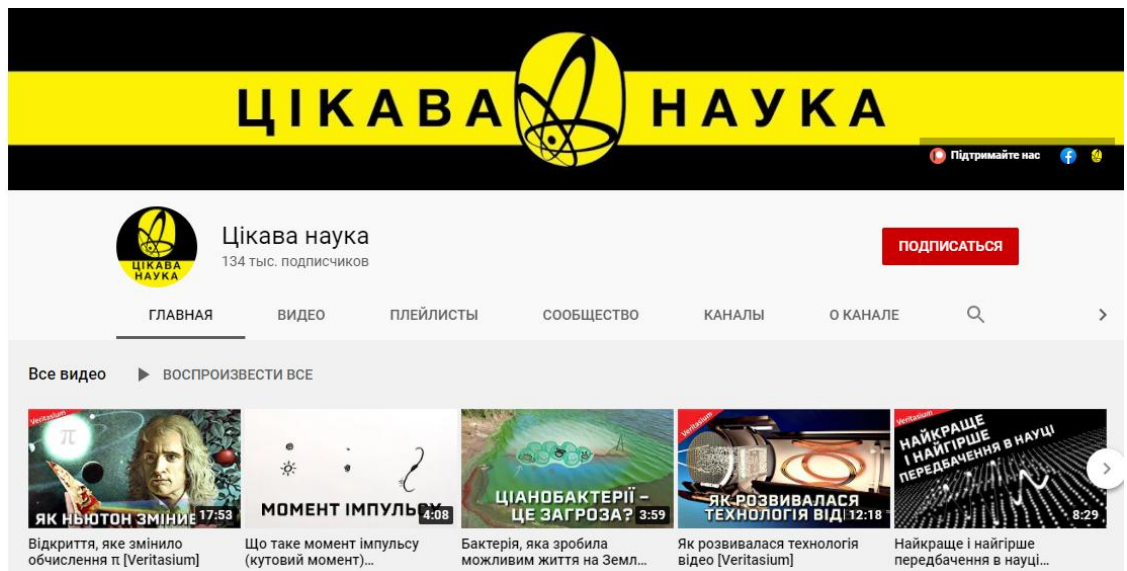 ЦІКАВА НАУКА
Підтримайте нас
ЦІКАВА
НАУКА
Цікава наука
134 тыс. подписчиков
ПОДПИСАТЬСЯ
ГЛАВНАЯ ВИДЕО ПЛЕЙЛИСТЫ СООБЩЕСТВО КАНАЛЫ О КАНАЛЕ
Все видео ВОСПРОИЗВЕСТИ ВСЕ
Veritasium
π
ЯК НЬЮТОН ЗМІНИВ
17:53
МОМЕНТ ІМПУЛЬ
4:08
ЦІАНОБАКТЕРІЇ –
ЦЕ ЗАГРОЗА?
3:59
Veritasium
ЯК РОЗВИВАЛАСЯ
ТЕХНОЛОГІЯ ВІД
12:18
Veritasium
НАЙКРАЩЕ
І НАЙГІРШЕ
ПЕРЕДБАЧЕННЯ В НАУЦІ
8:29
Відкриття, яке змінило
обчислення π [Veritasium]
Що таке момент імпульсу
(кутовий момент)...
Бактерія, яка зробила
можливим життя на Земл...
Як розвивалася технологія
відео [Veritasium]
Найкраще і найгірше
передбачення в науці...